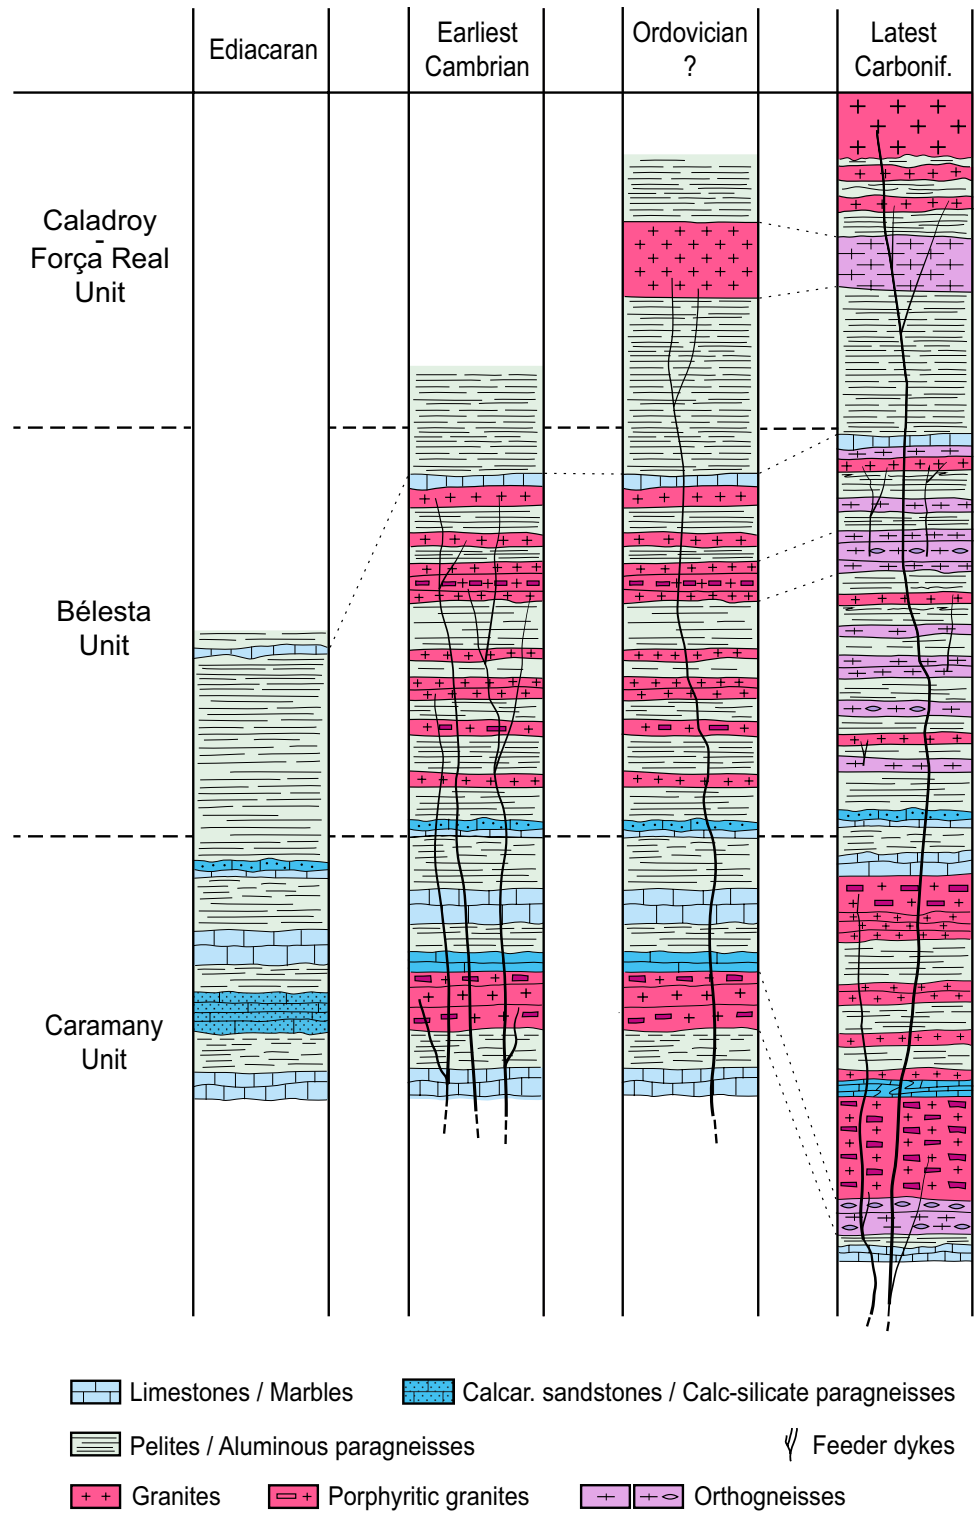 Ediacaran
Earliest
Cambrian
Ordovician
?
Latest
Carbonif.
Caladroy
-
Força Real
Unit
Bélesta
Unit
Caramany
Unit
Limestones / Marbles
Calcar. sandstones / Calc-silicate paragneisses
Pelites / Aluminous paragneisses
Feeder dykes
Granites
Porphyritic granites
Orthogneisses